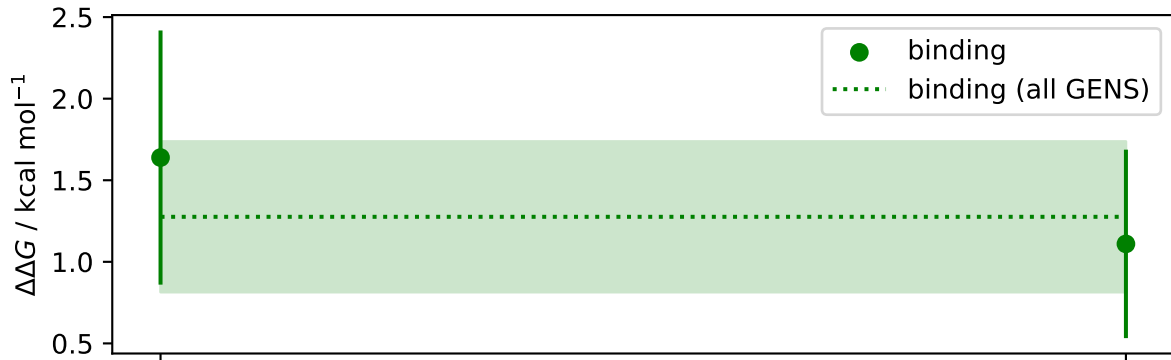 2.5
2.0
1.5
1.0
0.5
ΔΔG / kcal mol⁻¹
binding
binding (all GENS)